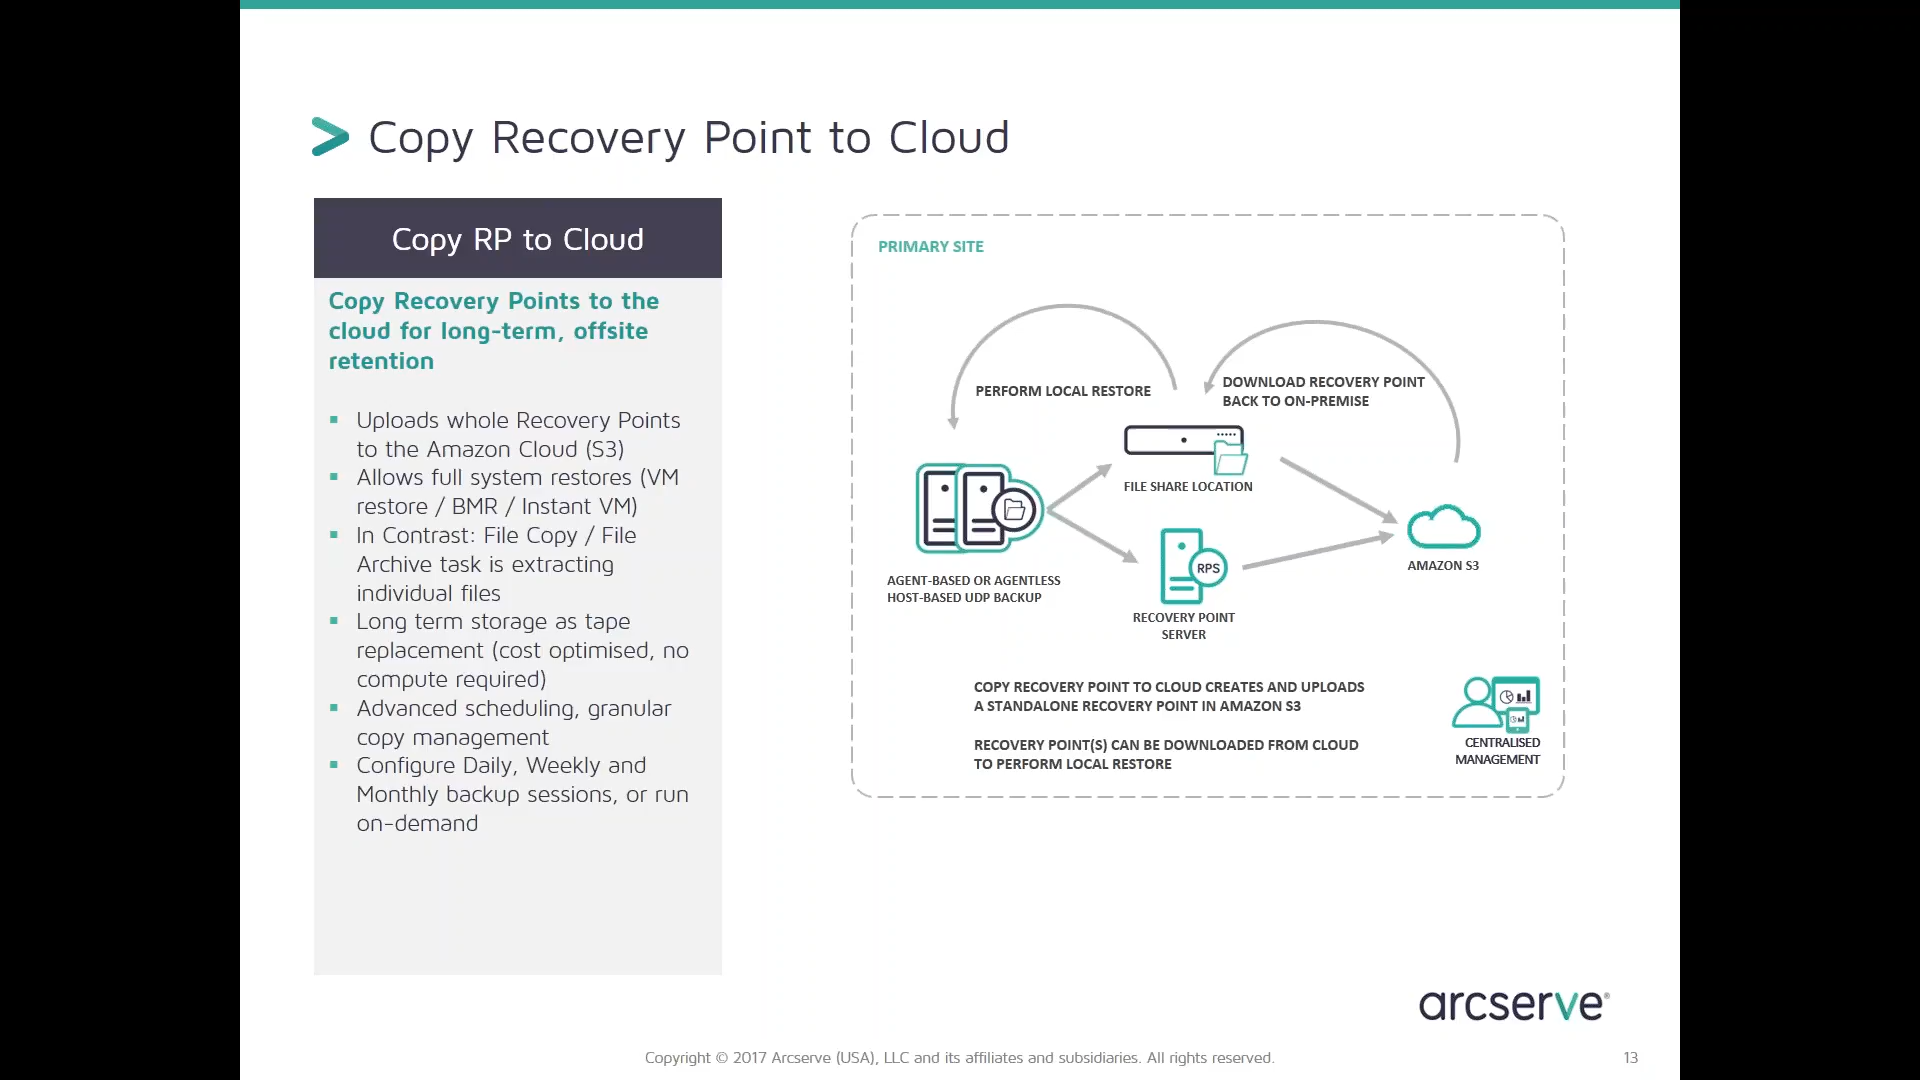 Copy Recovery Point to Cloud
Copy RP to Cloud
Copy Recovery Points to the
cloud for long-term, offsite
retention
▪ Uploads whole Recovery Points
to the Amazon Cloud (S3)
▪ Allows full system restores (VM
restore / BMR / Instant VM)
▪ In Contrast: File Copy / File
Archive task is extracting
individual files
▪ Long term storage as tape
replacement (cost optimised, no
compute required)
▪ Advanced scheduling, granular
copy management
▪ Configure Daily, Weekly and
Monthly backup sessions, or run
on-demand
PRIMARY SITE
PERFORM LOCAL RESTORE
DOWNLOAD RECOVERY POINT
BACK TO ON-PREMISE
FILE SHARE LOCATION
AGENT-BASED OR AGENTLESS
HOST-BASED UDP BACKUP
RPS
RECOVERY POINT
SERVER
AMAZON S3
COPY RECOVERY POINT TO CLOUD CREATES AND UPLOADS
A STANDALONE RECOVERY POINT IN AMAZON S3
RECOVERY POINT(S) CAN BE DOWNLOADED FROM CLOUD
TO PERFORM LOCAL RESTORE
CENTRALISED
MANAGEMENT
arcserve®
Copyright © 2017 Arcserve (USA), LLC and its affiliates and subsidiaries. All rights reserved.
13